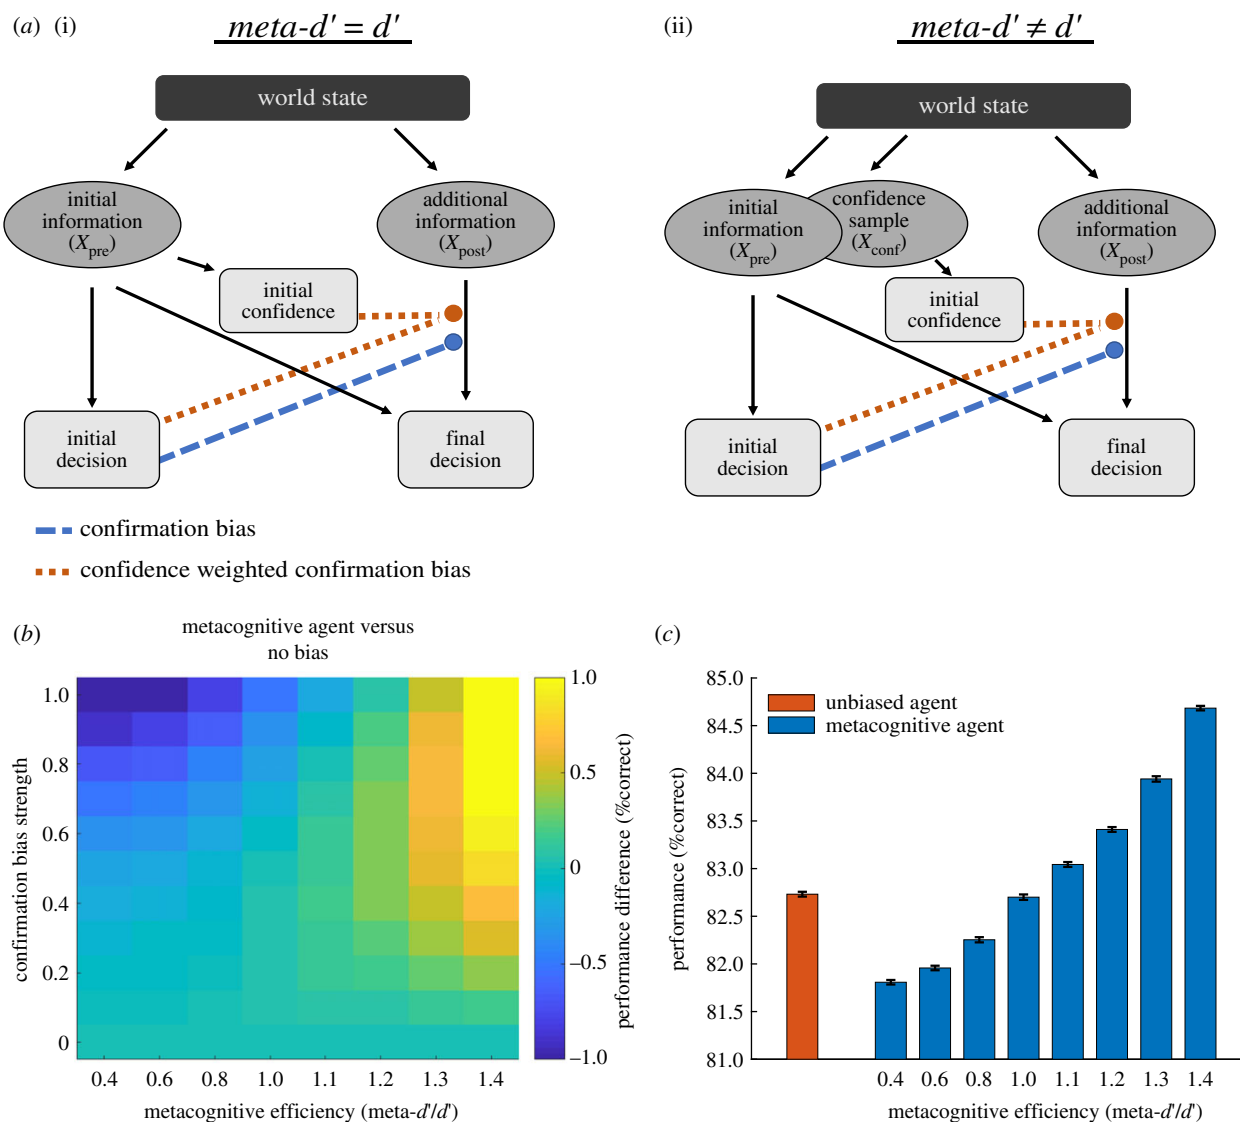 (a) (i) meta-d' = d'
world state
initial
information
(Xpre)
additional
information
(Xpost)
initial
confidence
initial
decision
final
decision
(ii) meta-d' ≠ d'
world state
initial
information
(Xpre)
confidence
sample
(Xconf)
additional
information
(Xpost)
initial
confidence
initial
decision
final
decision
confirmation bias
confidence weighted confirmation bias
(b)
metacognitive agent versus
no bias
confirmation bias strength
1.0
0.8
0.6
0.4
0.2
0
0.4 0.6 0.8 1.0 1.1 1.2 1.3 1.4
metacognitive efficiency (meta-d'/d')
1.0
0.5
0
–0.5
–1.0
performance difference (%correct)
(c)
unbiased agent
metacognitive agent
performance (%correct)
85.0
84.5
84.0
83.5
83.0
82.5
82.0
81.5
81.0
0.4 0.6 0.8 1.0 1.1 1.2 1.3 1.4
metacognitive efficiency (meta-d'/d')